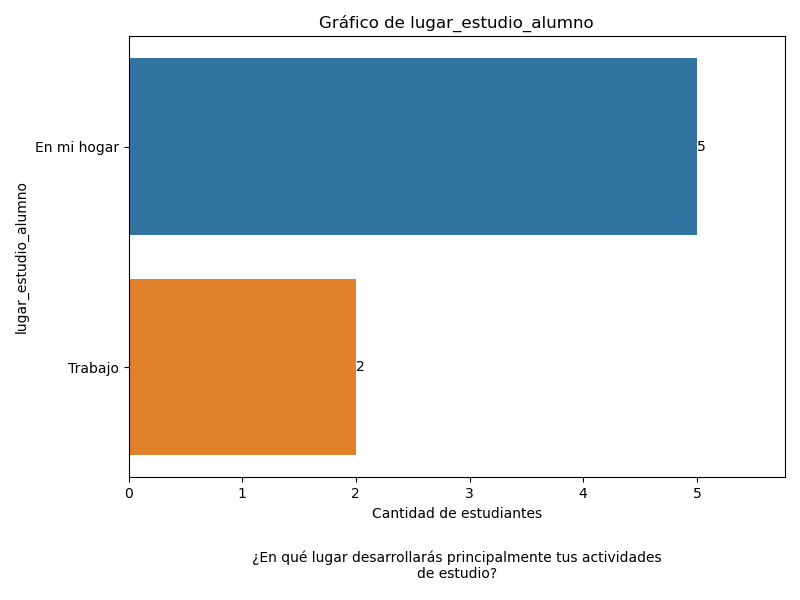 Gráfico de lugar_estudio_alumno
En mi hogar
5
lugar_estudio_alumno
Trabajo
2
0 1 2 3 4 5
Cantidad de estudiantes
¿En qué lugar desarrollarás principalmente tus actividades
de estudio?